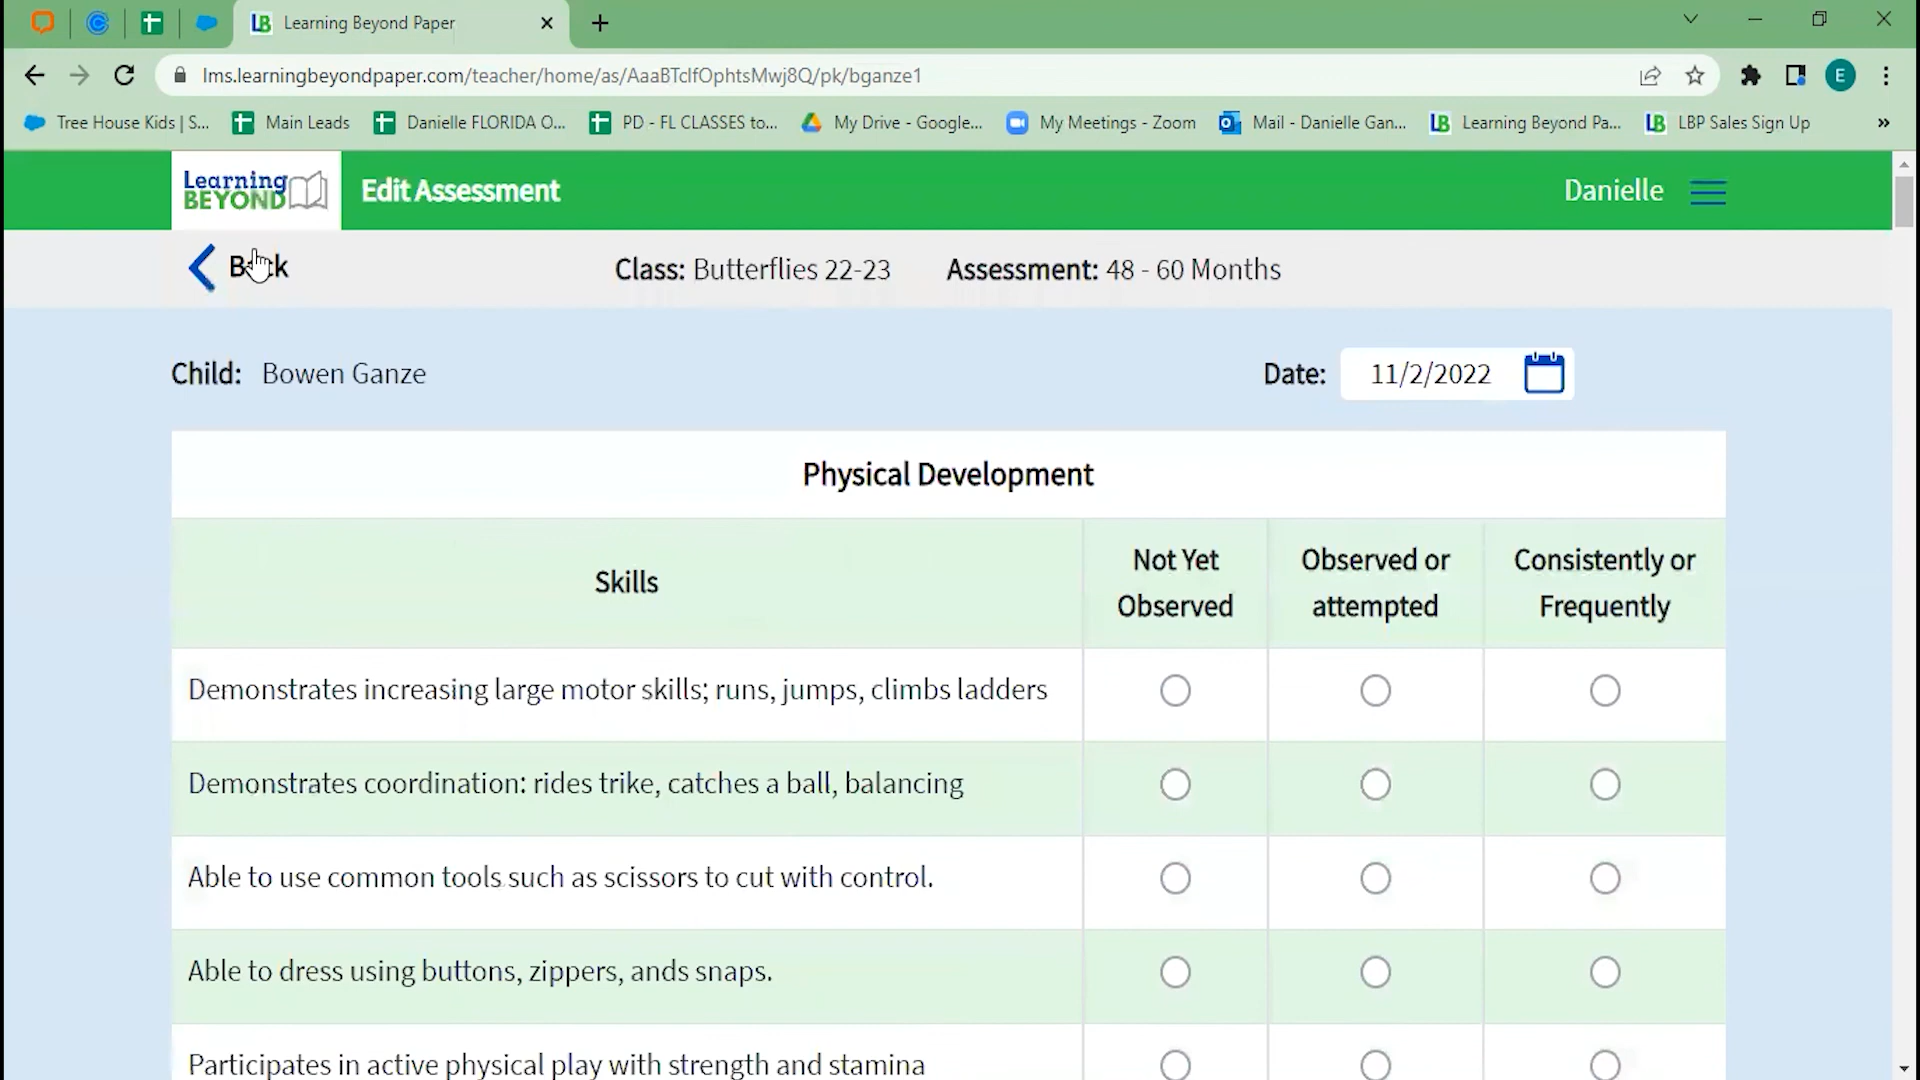 Learning Beyond Paper
lms.learningbeyondpaper.com/teacher/home/as/AaaBTclfOphtsMwj8Q/pk/bganze1
E
Tree House Kids | S...
Main Leads
Danielle FLORIDA O...
PD - FL CLASSES to...
My Drive - Google...
My Meetings - Zoom
Mail - Danielle Gan...
Learning Beyond Pa...
LBP Sales Sign Up
Learning
BEYOND
Edit Assessment
Danielle
Back
Class: Butterflies 22-23
Assessment: 48 - 60 Months
Child: Bowen Ganze
Date: 11/2/2022
Physical Development
Skills
Not Yet
Observed
Observed or
attempted
Consistently or
Frequently
Demonstrates increasing large motor skills; runs, jumps, climbs ladders
Demonstrates coordination: rides trike, catches a ball, balancing
Able to use common tools such as scissors to cut with control.
Able to dress using buttons, zippers, ands snaps.
Participates in active physical play with strength and stamina